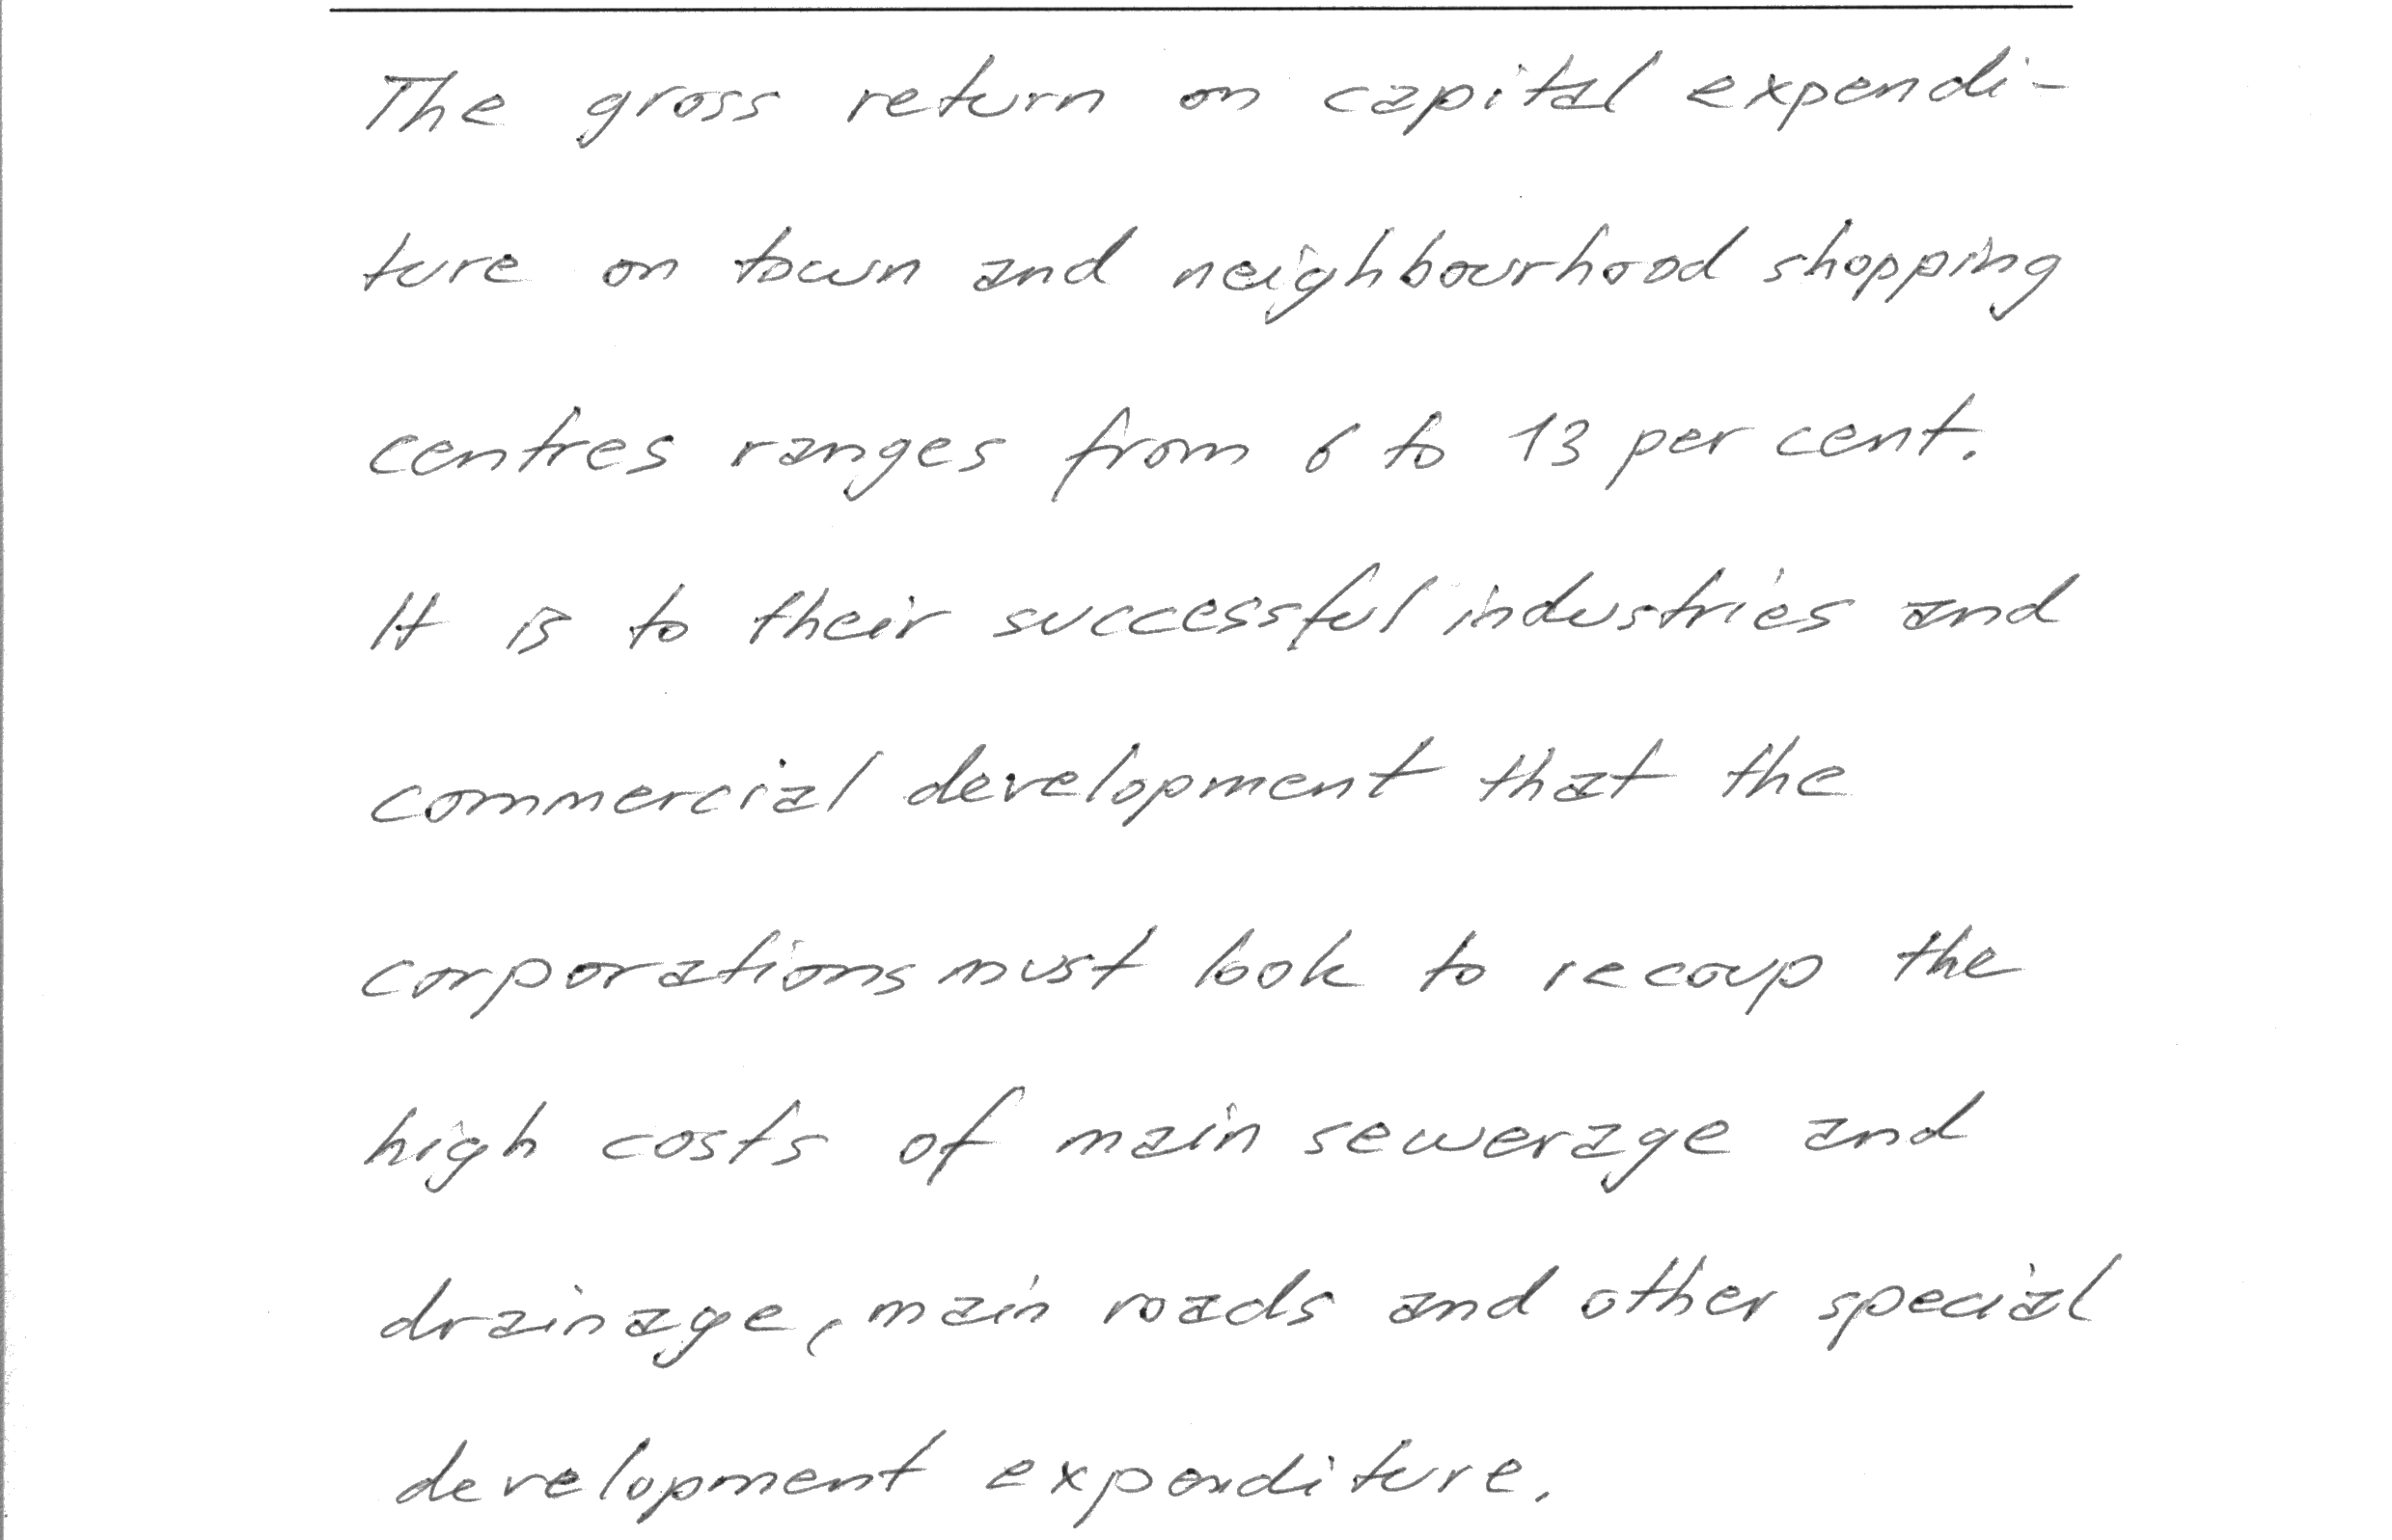 The gross return on capital expendi-
ture on town and neighbourhood shopping
centres ranges from 6 to 13 per cent.
It is to their successful industries and
commercial development that the
corporations must look to recoup the
high costs of main sewerage and
drainage, main roads and other special
development expenditure.